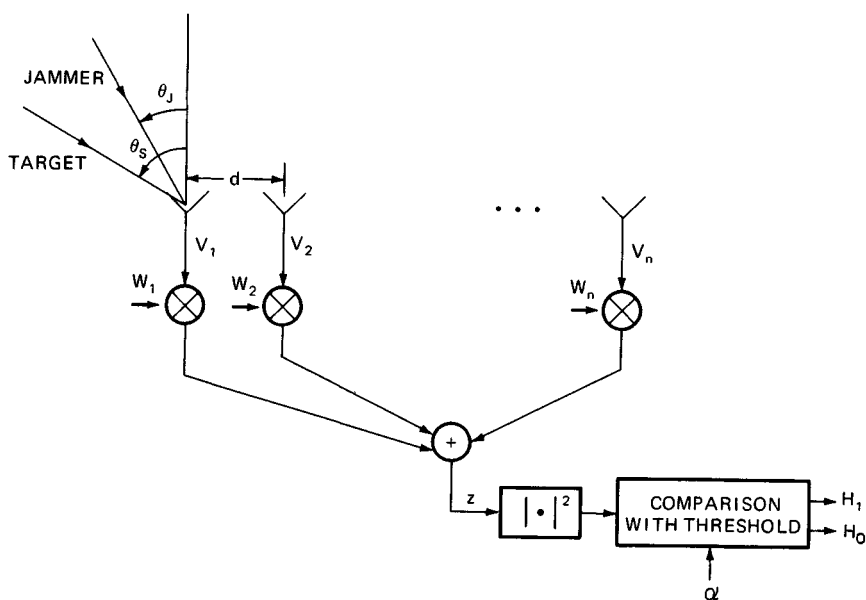 JAMMER
θJ
θS
TARGET
d
• • •
V1
V2
Vn
W1
W2
Wn
+
z
| • |²
COMPARISON
WITH THRESHOLD
H1
H0
α